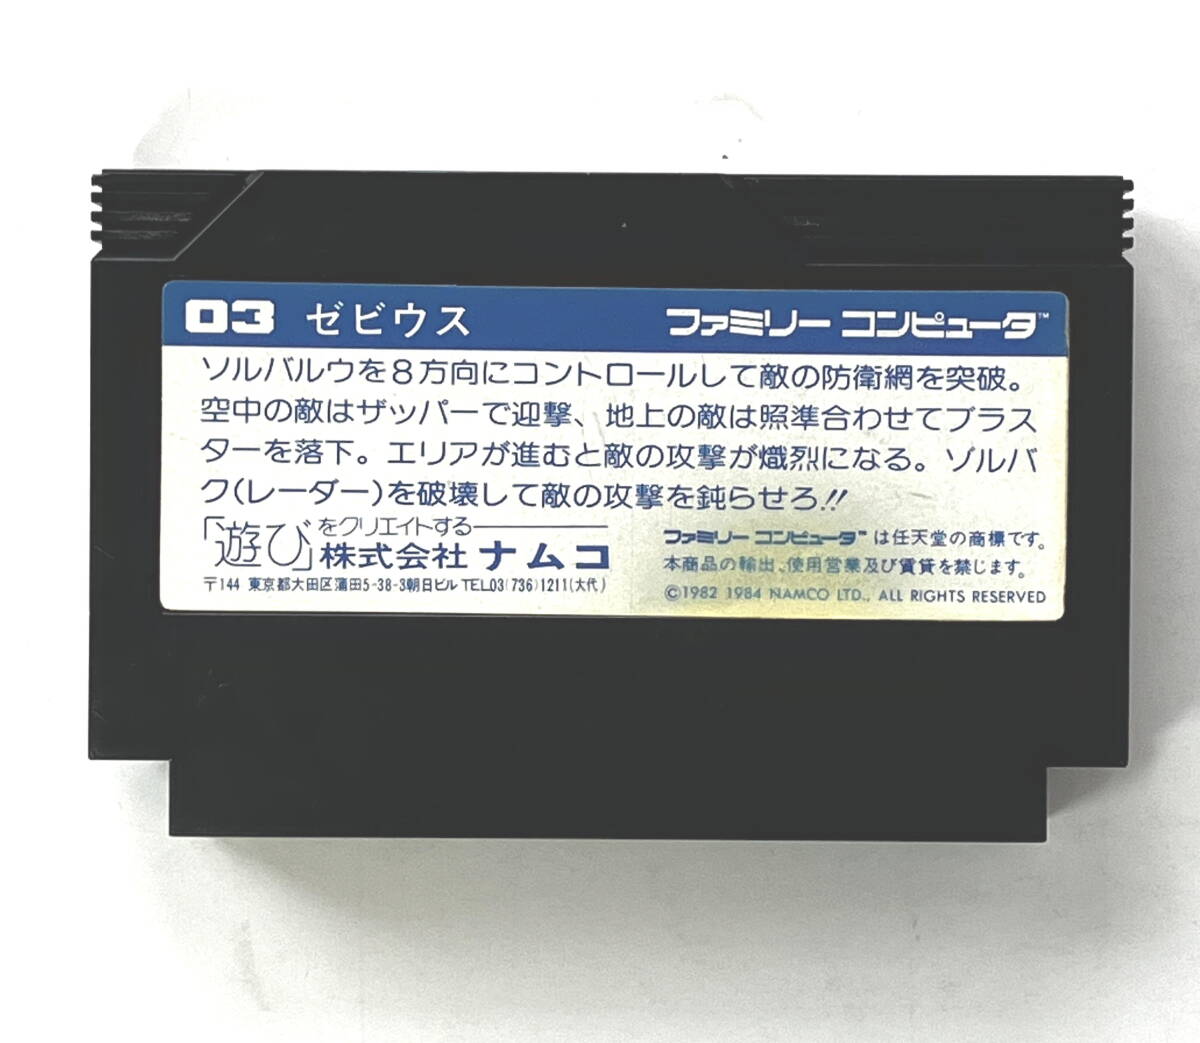 03 ゼビウス ファミリー コンピュータ™
ソルバルウを8方向にコントロールして敵の防衛網を突破。
空中の敵はザッパーで迎撃、地上の敵は照準合わせてブラス
ターを落下。エリアが進むと敵の攻撃が熾烈になる。ゾルバ
ク(レーダー)を破壊して敵の攻撃を鈍らせろ!!
「遊び」をクリエイトする
株式会社 ナムコ
〒144 東京都大田区蒲田5-38-3朝日ビル TEL.03(736)1211(大代)
ファミリー コンピュータ™は任天堂の商標です。
本商品の輸出、使用営業及び賃貸を禁じます。
©1982 1984 NAMCO LTD., ALL RIGHTS RESERVED